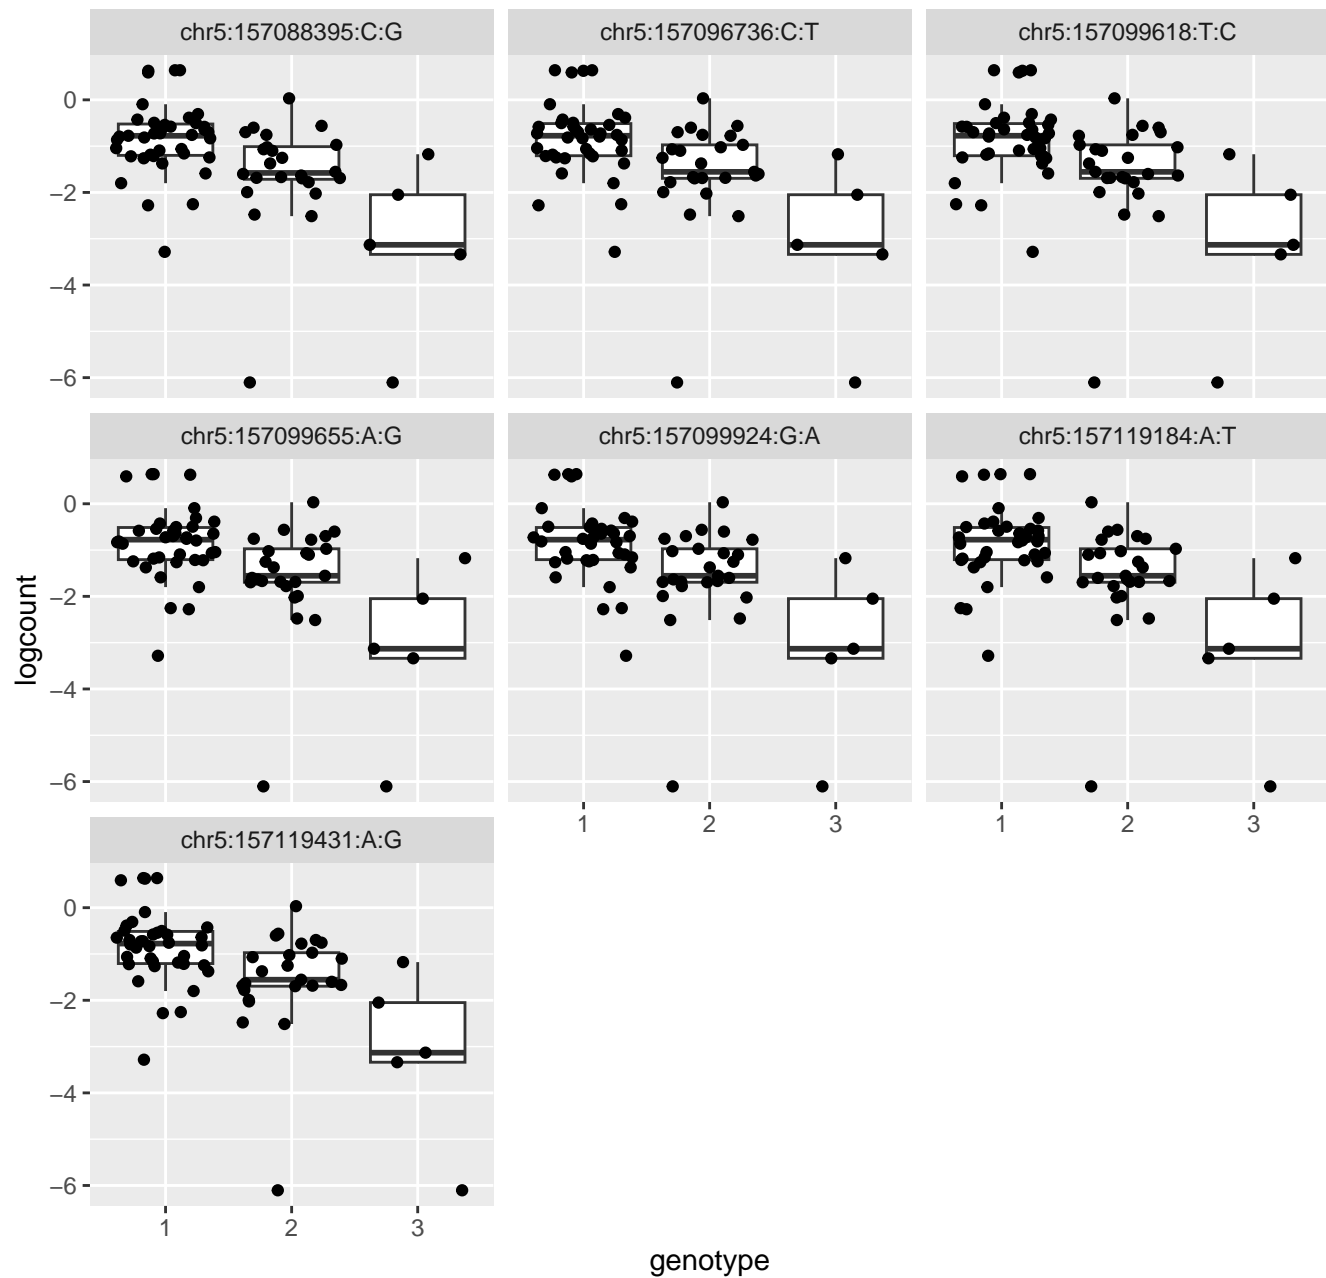 chr5:157088395:C:G chr5:157096736:C:T chr5:157099618:T:C
0
−2
−4
−6
chr5:157099655:A:G chr5:157099924:G:A chr5:157119184:A:T
0
−2
−4
−6
1 2 3 1 2 3
chr5:157119431:A:G
0
−2
−4
−6
1 2 3
logcount
genotype